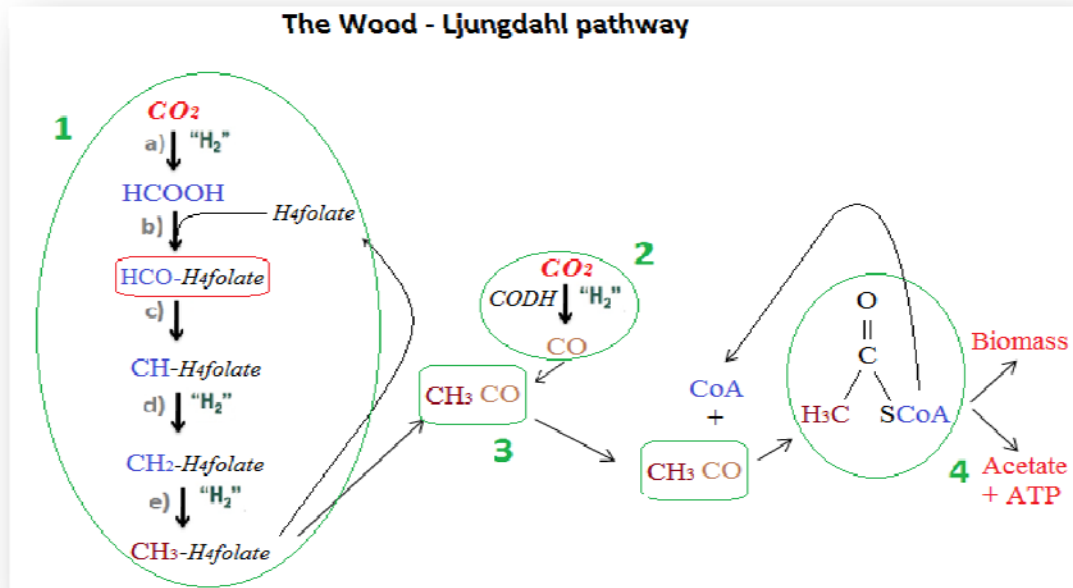 The Wood - Ljungdahl pathway
1
CO2
a) "H2"
HCOOH
b) H4folate
HCO-H4folate
c)
CH-H4folate
d) "H2"
CH2-H4folate
e) "H2"
CH3-H4folate
2
CO2
CODH "H2"
CO
CH3 CO
3
CoA
+
CH3 CO
O
C
H3C SCoA
4
Biomass
Acetate
+ ATP